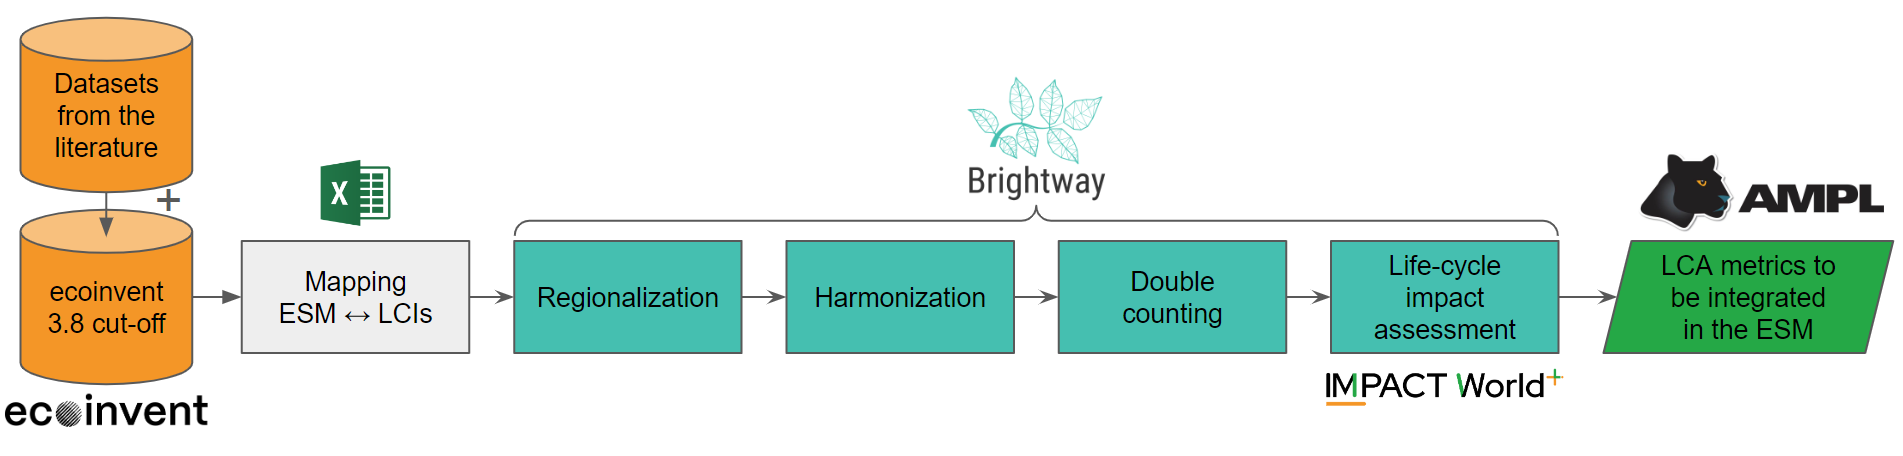 Datasets
from the
literature
+
ecoinvent
3.8 cut-off
ecoinvent
X
Mapping
ESM ↔ LCIs
Brightway
Regionalization
Harmonization
Double
counting
Life-cycle
impact
assessment
IMPACT World+
AMPL
LCA metrics to
be integrated
in the ESM